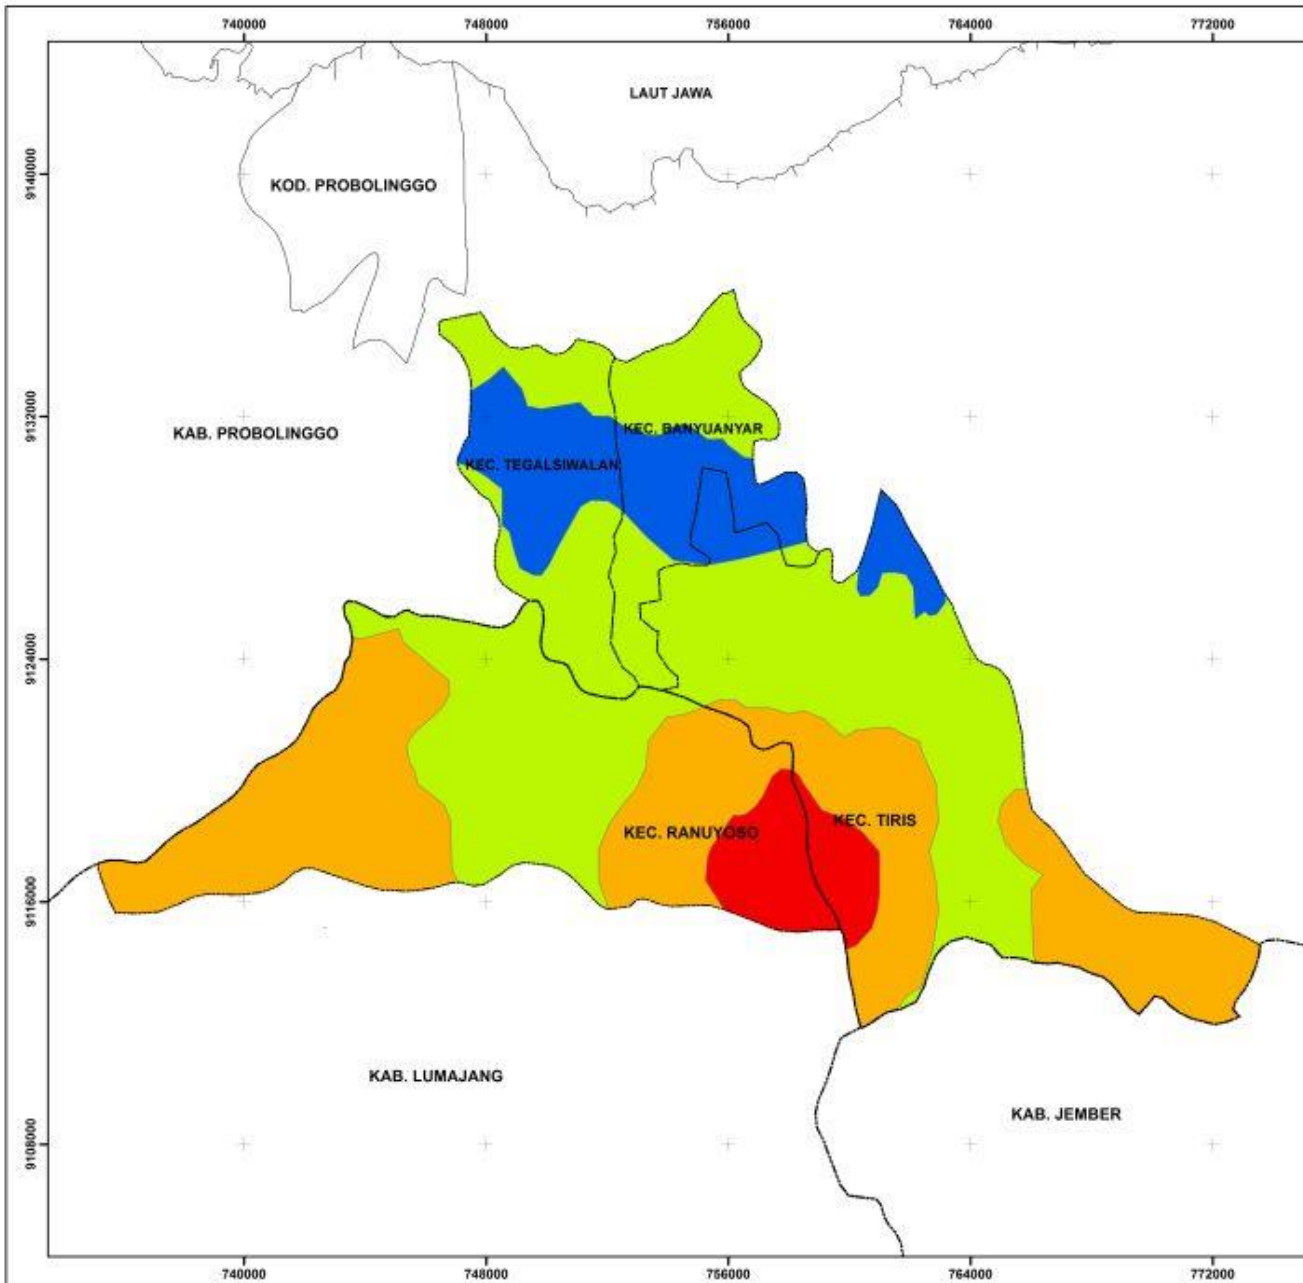 740000
748000
756000
764000
772000
LAUT JAWA
9140000
KOD. PROBOLINGGO
9132000
KAB. PROBOLINGGO
KEC. BANYUANYAR
KEC. TEGALSIWALAN
9124000
KEC. RANUYOSO
KEC. TIRIS
9116000
KAB. LUMAJANG
KAB. JEMBER
9108000
740000
748000
756000
764000
772000